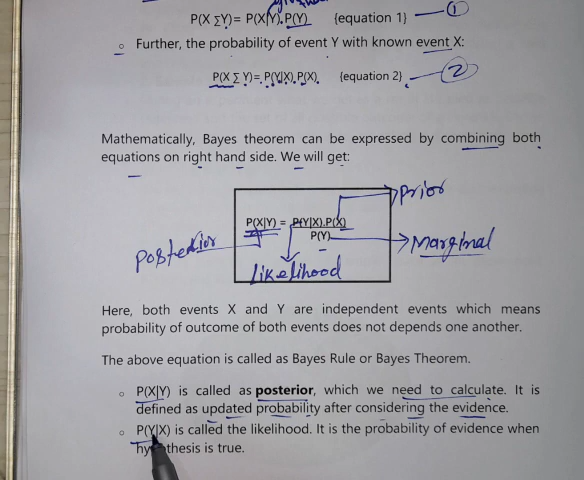 P(X ΣY)= P(X|Y).P(Y) {equation 1} — ①
Further, the probability of event Y with known event X:
P(X Σ Y)= P(Y|X).P(X). {equation 2} — ②
Mathematically, Bayes theorem can be expressed by combining both
equations on right hand side. We will get:
Prior
P(X|Y) = P(Y|X).P(X)
P(Y)
Posterior
Marginal
Likelihood
Here, both events X and Y are independent events which means
probability of outcome of both events does not depends one another.
The above equation is called as Bayes Rule or Bayes Theorem.
P(X|Y) is called as posterior, which we need to calculate. It is
defined as updated probability after considering the evidence.
P(Y|X) is called the likelihood. It is the probability of evidence when
is true.